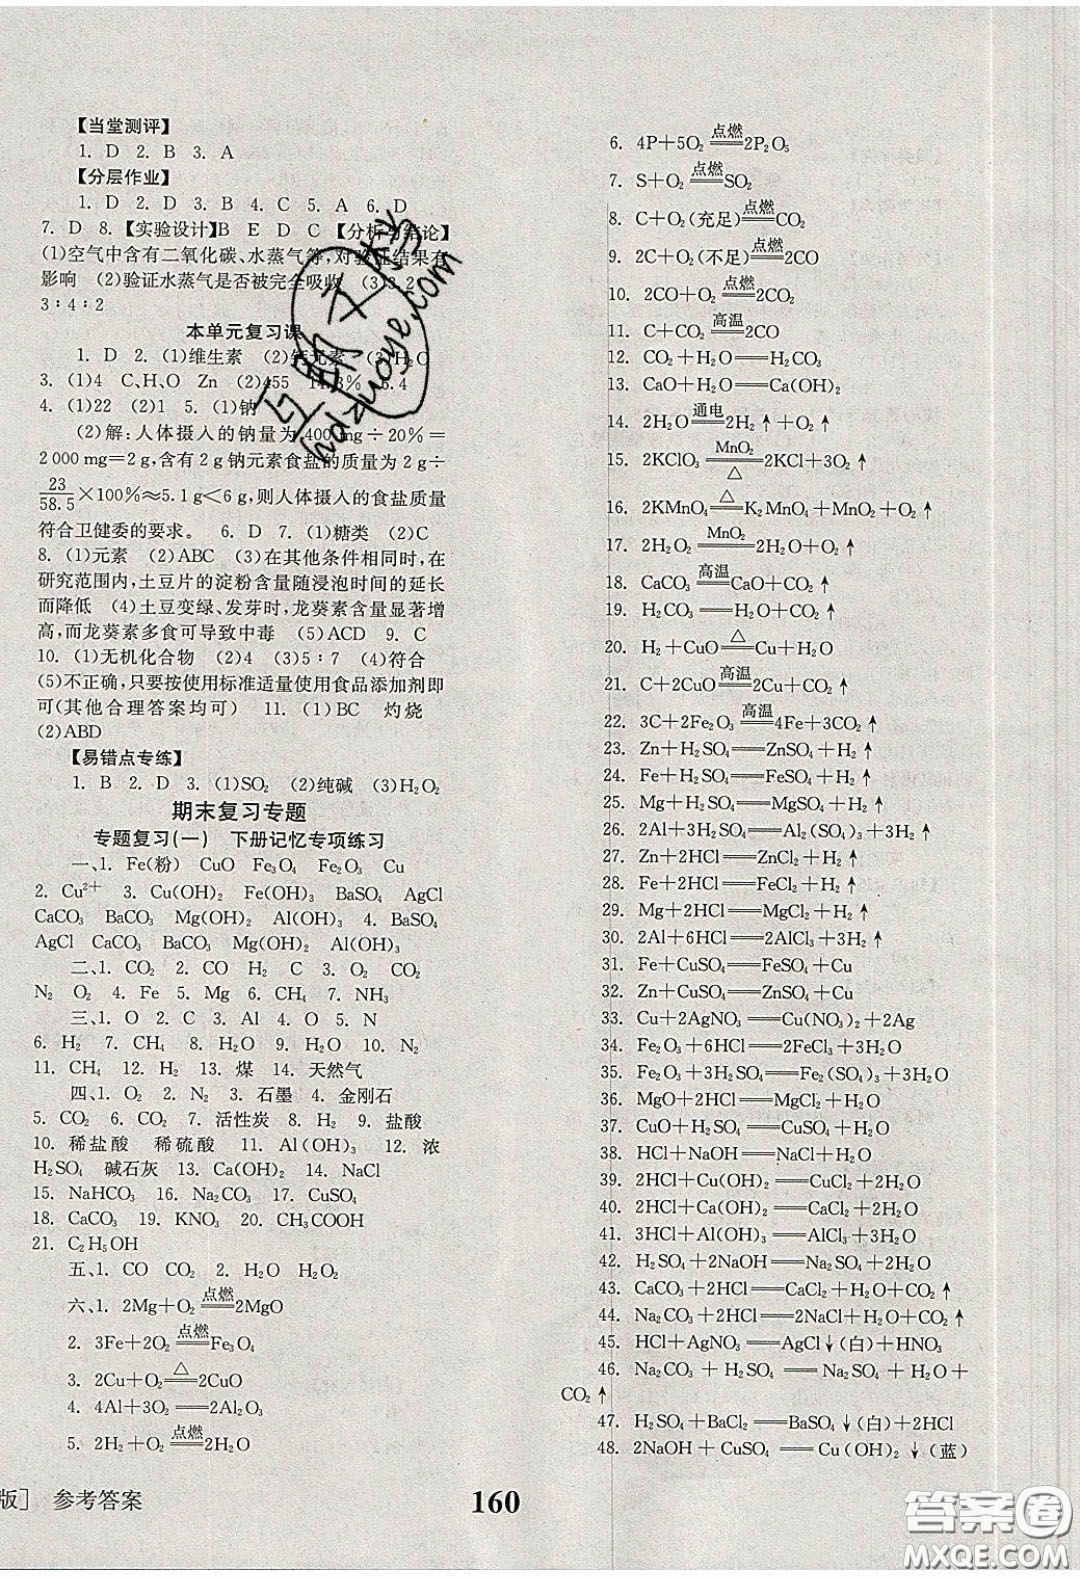 【当堂测评】
1. D 2. B 3. A
【分层作业】
1. D 2. D 3. B 4. C 5. A 6. D
7. D 8. 【实验设计】 B E D C 【分析与结论】
(1)空气中含有二氧化碳、水蒸气等,对验证结果有
影响 (2)验证水蒸气是否被完全吸收 (3)3.2
3∶4∶2
本单元复习课
1. D 2. (1)维生素 (2)钙元素 (3)H₂O
3. (1)4 C、H、O Zn (2)455 14.3% 5.4
4. (1)22 (2)1 5. (1)钠
(2)解:人体摄入的钠量为 400 mg÷20%=
2 000 mg=2 g,含有 2 g 钠元素食盐的质量为 2 g÷
23/58.5×100%≈5.1 g<6 g,则人体摄入的食盐质量
符合卫健委的要求。 6. D 7. (1)糖类 (2)C
8. (1)元素 (2)ABC (3)在其他条件相同时,在
研究范围内,土豆片的淀粉含量随浸泡时间的延长
而降低 (4)土豆变绿、发芽时,龙葵素含量显著增
高,而龙葵素多食可导致中毒 (5)ACD 9. C
10. (1)无机化合物 (2)4 (3)5∶7 (4)符合
(5)不正确,只要按使用标准适量使用食品添加剂即
可(其他合理答案均可) 11. (1)BC 灼烧
(2)ABD
【易错点专练】
1. B 2. D 3. (1)SO₂ (2)纯碱 (3)H₂O₂
期末复习专题
专题复习(一) 下册记忆专项练习
一、1. Fe(粉) CuO Fe₃O₄ Fe₂O₃ Cu
2. Cu²⁺ 3. Cu(OH)₂ Fe(OH)₃ BaSO₄ AgCl
CaCO₃ BaCO₃ Mg(OH)₂ Al(OH)₃ 4. BaSO₄
AgCl CaCO₃ BaCO₃ Mg(OH)₂ Al(OH)₃
二、1. CO₂ 2. CO H₂ C 3. O₂ CO₂
N₂ O₂ 4. Fe 5. Mg 6. CH₄ 7. NH₃
三、1. O 2. C 3. Al 4. O 5. N
6. H₂ 7. CH₄ 8. H₂O 9. H₂O 10. N₂
11. CH₄ 12. H₂ 13. 煤 14. 天然气
四、1. O₂ 2. N₂ 3. 石墨 4. 金刚石
5. CO₂ 6. CO₂ 7. 活性炭 8. H₂ 9. 盐酸
10. 稀盐酸 稀硫酸 11. Al(OH)₃ 12. 浓
H₂SO₄ 碱石灰 13. Ca(OH)₂ 14. NaCl
15. NaHCO₃ 16. Na₂CO₃ 17. CuSO₄
18. CaCO₃ 19. KNO₃ 20. CH₃COOH
21. C₂H₅OH
五、1. CO CO₂ 2. H₂O H₂O₂
六、1. 2Mg+O₂ 点燃══ 2MgO
2. 3Fe+2O₂ 点燃══ Fe₃O₄
3. 2Cu+O₂ △══ 2CuO
4. 4Al+3O₂══2Al₂O₃
5. 2H₂+O₂ 点燃══ 2H₂O
6. 4P+5O₂ 点燃══ 2P₂O₅
7. S+O₂ 点燃══ SO₂
8. C+O₂(充足) 点燃══ CO₂
9. 2C+O₂(不足) 点燃══ 2CO
10. 2CO+O₂ 点燃══ 2CO₂
11. C+CO₂ 高温══ 2CO
12. CO₂+H₂O══H₂CO₃
13. CaO+H₂O══Ca(OH)₂
14. 2H₂O 通电══ 2H₂↑+O₂↑
15. 2KClO₃ MnO₂══△ 2KCl+3O₂↑
16. 2KMnO₄ △══ K₂MnO₄+MnO₂+O₂↑
17. 2H₂O₂ MnO₂══ 2H₂O+O₂↑
18. CaCO₃ 高温══ CaO+CO₂↑
19. H₂CO₃══H₂O+CO₂↑
20. H₂+CuO △══ Cu+H₂O
21. C+2CuO 高温══ 2Cu+CO₂↑
22. 3C+2Fe₂O₃ 高温══ 4Fe+3CO₂↑
23. Zn+H₂SO₄══ZnSO₄+H₂↑
24. Fe+H₂SO₄══FeSO₄+H₂↑
25. Mg+H₂SO₄══MgSO₄+H₂↑
26. 2Al+3H₂SO₄══Al₂(SO₄)₃+3H₂↑
27. Zn+2HCl══ZnCl₂+H₂↑
28. Fe+2HCl══FeCl₂+H₂↑
29. Mg+2HCl══MgCl₂+H₂↑
30. 2Al+6HCl══2AlCl₃+3H₂↑
31. Fe+CuSO₄══FeSO₄+Cu
32. Zn+CuSO₄══ZnSO₄+Cu
33. Cu+2AgNO₃══Cu(NO₃)₂+2Ag
34. Fe₂O₃+6HCl══2FeCl₃+3H₂O
35. Fe₂O₃+3H₂SO₄══Fe₂(SO₄)₃+3H₂O
36. MgO+2HCl══MgCl₂+H₂O
37. CuO+H₂SO₄══CuSO₄+H₂O
38. HCl+NaOH══NaCl+H₂O
39. 2HCl+Cu(OH)₂══CuCl₂+2H₂O
40. 2HCl+Ca(OH)₂══CaCl₂+2H₂O
41. 3HCl+Al(OH)₃══AlCl₃+3H₂O
42. H₂SO₄+2NaOH══Na₂SO₄+2H₂O
43. CaCO₃+2HCl══CaCl₂+H₂O+CO₂↑
44. Na₂CO₃+2HCl══2NaCl+H₂O+CO₂↑
45. HCl+AgNO₃══AgCl↓(白)+HNO₃
46. Na₂CO₃+H₂SO₄══Na₂SO₄+H₂O+
CO₂↑
47. H₂SO₄+BaCl₂══BaSO₄↓(白)+2HCl
48. 2NaOH+CuSO₄══Cu(OH)₂↓(蓝)
版] 参考答案
160
答案圈
MXQE.COM